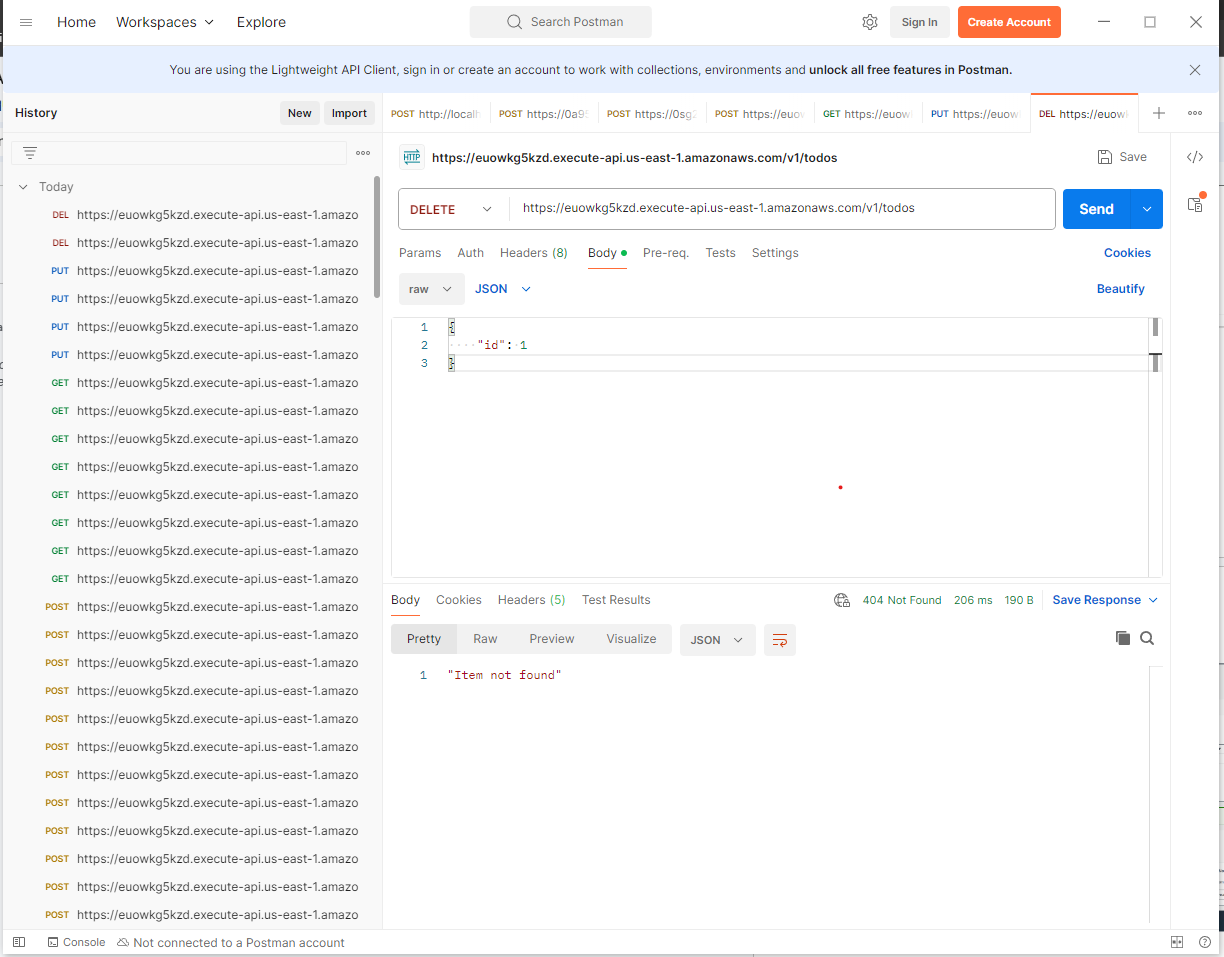 Home Workspaces Explore Search Postman Sign In Create Account
You are using the Lightweight API Client, sign in or create an account to work with collections, environments and unlock all free features in Postman.
History New Import
Today
DEL https://euowkg5kzd.execute-api.us-east-1.amazo
DEL https://euowkg5kzd.execute-api.us-east-1.amazo
PUT https://euowkg5kzd.execute-api.us-east-1.amazo
PUT https://euowkg5kzd.execute-api.us-east-1.amazo
PUT https://euowkg5kzd.execute-api.us-east-1.amazo
PUT https://euowkg5kzd.execute-api.us-east-1.amazo
GET https://euowkg5kzd.execute-api.us-east-1.amazo
GET https://euowkg5kzd.execute-api.us-east-1.amazo
GET https://euowkg5kzd.execute-api.us-east-1.amazo
GET https://euowkg5kzd.execute-api.us-east-1.amazo
GET https://euowkg5kzd.execute-api.us-east-1.amazo
GET https://euowkg5kzd.execute-api.us-east-1.amazo
GET https://euowkg5kzd.execute-api.us-east-1.amazo
GET https://euowkg5kzd.execute-api.us-east-1.amazo
POST https://euowkg5kzd.execute-api.us-east-1.amazo
POST https://euowkg5kzd.execute-api.us-east-1.amazo
POST https://euowkg5kzd.execute-api.us-east-1.amazo
POST https://euowkg5kzd.execute-api.us-east-1.amazo
POST https://euowkg5kzd.execute-api.us-east-1.amazo
POST https://euowkg5kzd.execute-api.us-east-1.amazo
POST https://euowkg5kzd.execute-api.us-east-1.amazo
POST https://euowkg5kzd.execute-api.us-east-1.amazo
POST https://euowkg5kzd.execute-api.us-east-1.amazo
POST https://euowkg5kzd.execute-api.us-east-1.amazo
POST https://euowkg5kzd.execute-api.us-east-1.amazo
POST https://euowkg5kzd.execute-api.us-east-1.amazo
POST http://localh POST https://0a9 POST https://0sg POST https://euow GET https://euow PUT https://euow DEL https://euowk
HTTP https://euowkg5kzd.execute-api.us-east-1.amazonaws.com/v1/todos Save
DELETE https://euowkg5kzd.execute-api.us-east-1.amazonaws.com/v1/todos Send
Params Auth Headers (8) Body Pre-req. Tests Settings Cookies
raw JSON Beautify
1 {
2 "id": 1
3 }
Body Cookies Headers (5) Test Results 404 Not Found 206 ms 190 B Save Response
Pretty Raw Preview Visualize JSON
1 "Item not found"
Console Not connected to a Postman account